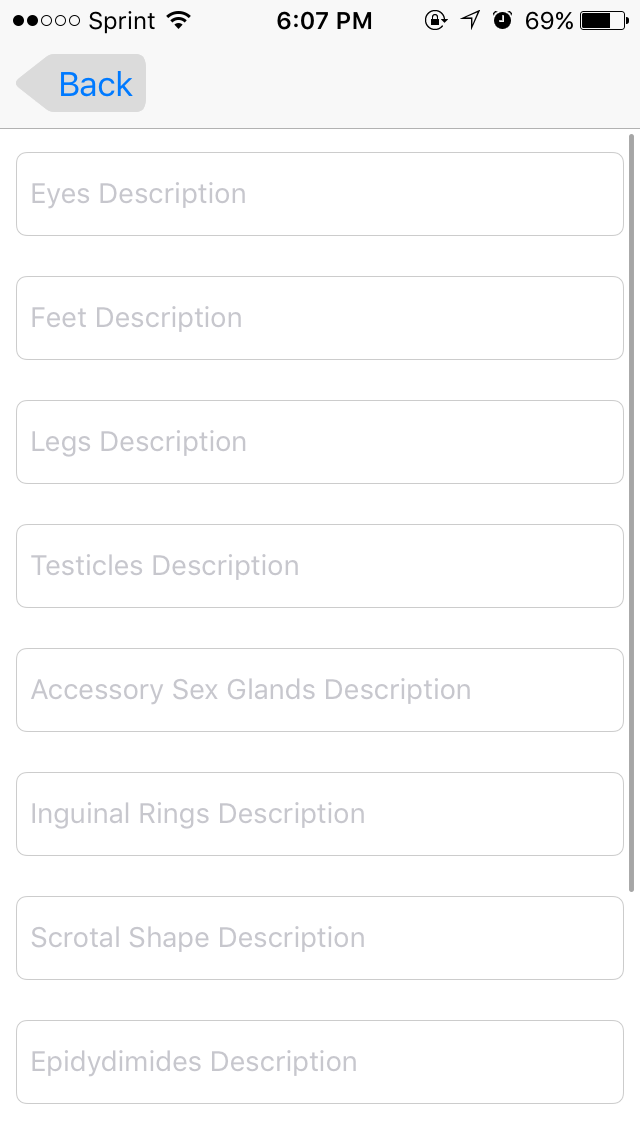 Sprint 6:07 PM 69%
Back
Eyes Description
Feet Description
Legs Description
Testicles Description
Accessory Sex Glands Description
Inguinal Rings Description
Scrotal Shape Description
Epidydimides Description